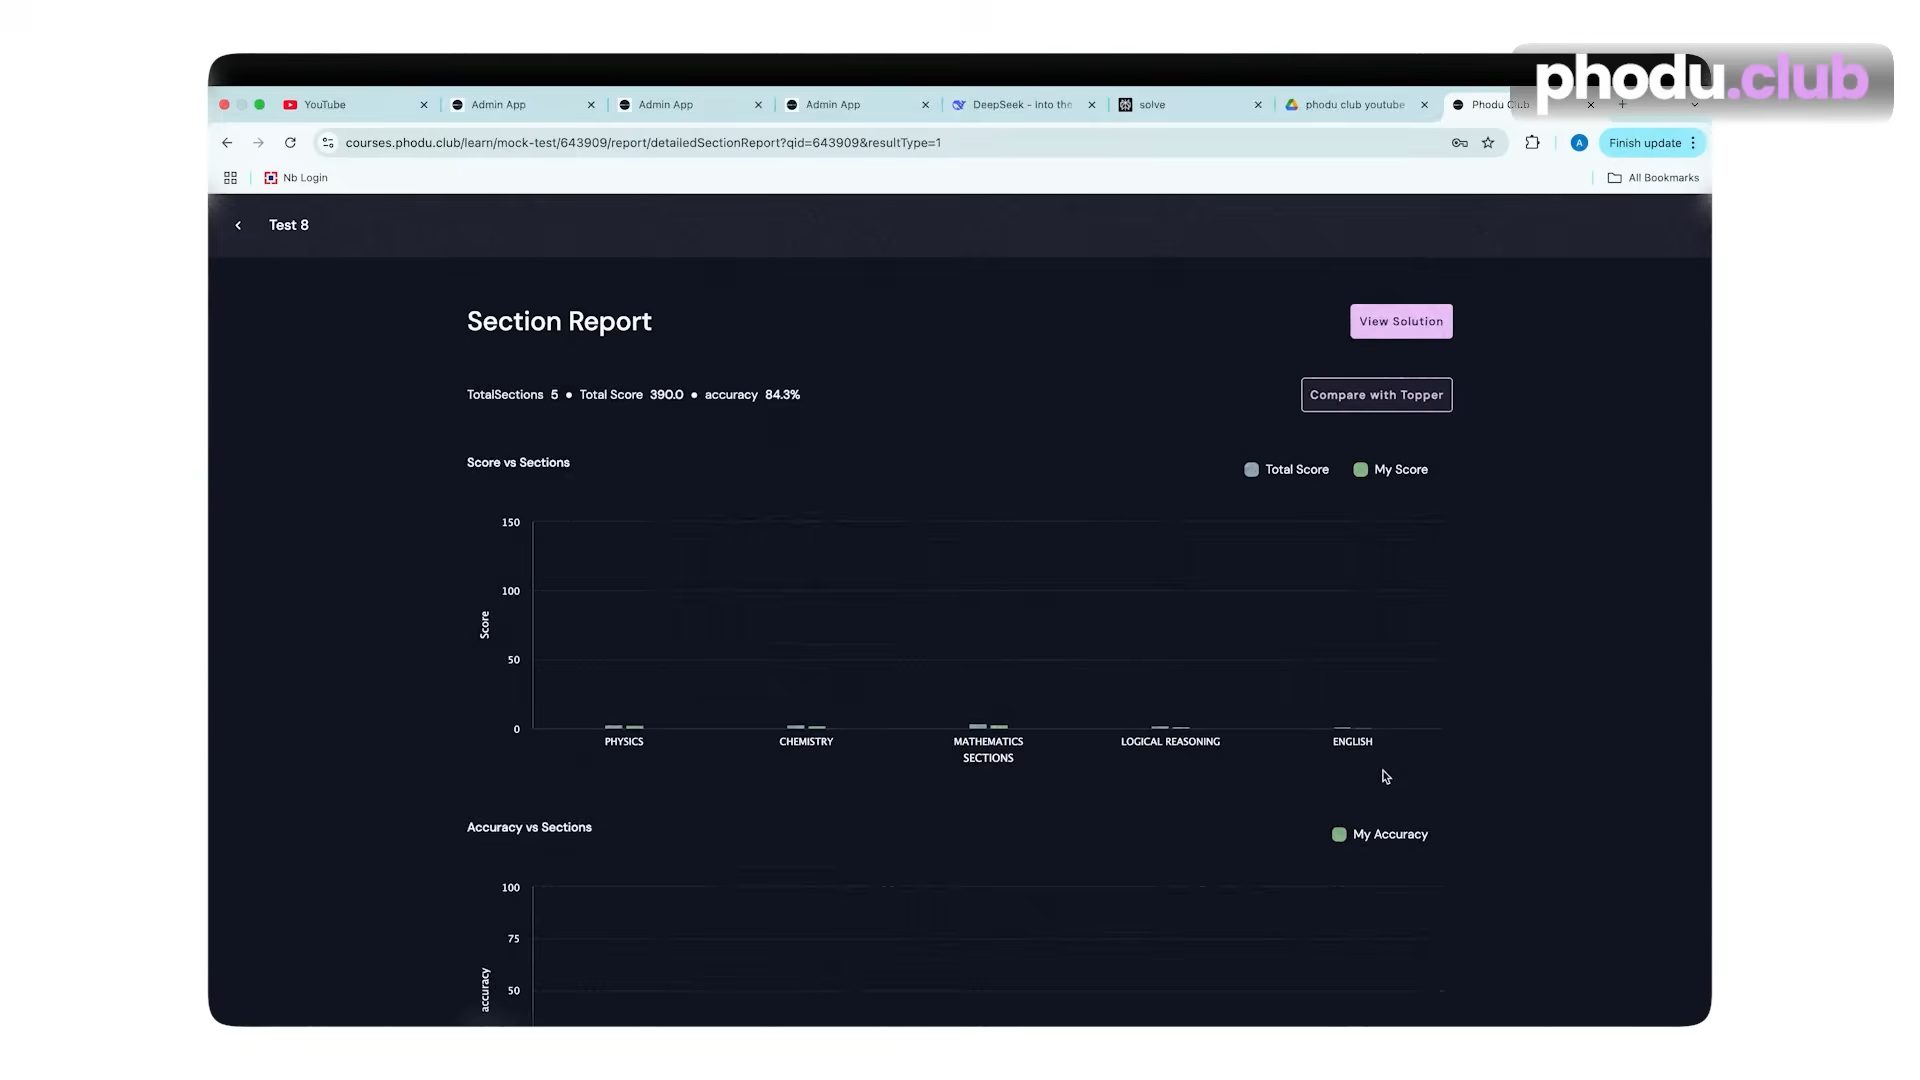 phodu.club
YouTube
Admin App
Admin App
Admin App
DeepSeek - Into the
solve
phodu club youtube
Phodu Club
courses.phodu.club/learn/mock-test/643909/report/detailedSectionReport?qid=643909&resultType=1
A
Finish update
Nb Login
All Bookmarks
Test 8
Section Report
View Solution
TotalSections 5 • Total Score 390.0 • accuracy 84.3%
Compare with Topper
Score vs Sections
Total Score
My Score
150
100
50
0
Score
PHYSICS
CHEMISTRY
MATHEMATICS
LOGICAL REASONING
ENGLISH
SECTIONS
Accuracy vs Sections
My Accuracy
100
75
50
accuracy